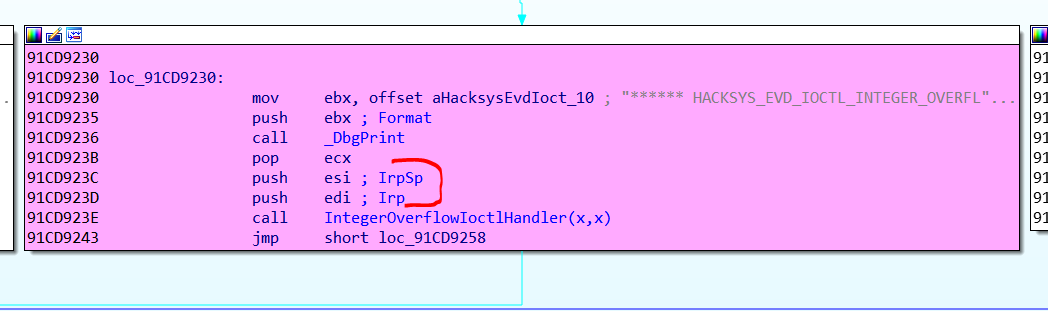 91CD9230
91CD9230 loc_91CD9230:
91CD9230 mov ebx, offset aHacksysEvdIoct_10 ; "****** HACKSYS_EVD_IOCTL_INTEGER_OVERFL"...
91CD9235 push ebx ; Format
91CD9236 call _DbgPrint
91CD923B pop ecx
91CD923C push esi ; IrpSp
91CD923D push edi ; Irp
91CD923E call IntegerOverflowIoctlHandler(x,x)
91CD9243 jmp short loc_91CD9258